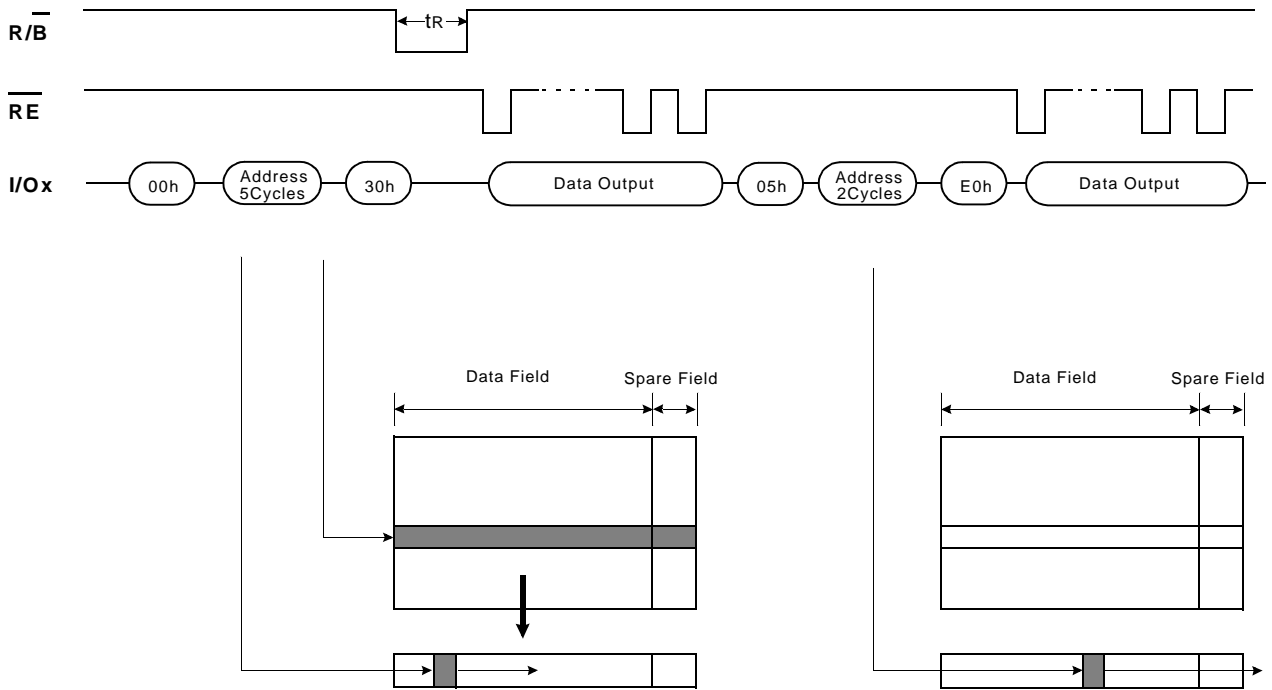 R/B̅
tR
R̅E̅
I/Ox
00h
Address
5Cycles
30h
Data Output
05h
Address
2Cycles
E0h
Data Output
Data Field
Spare Field
Data Field
Spare Field